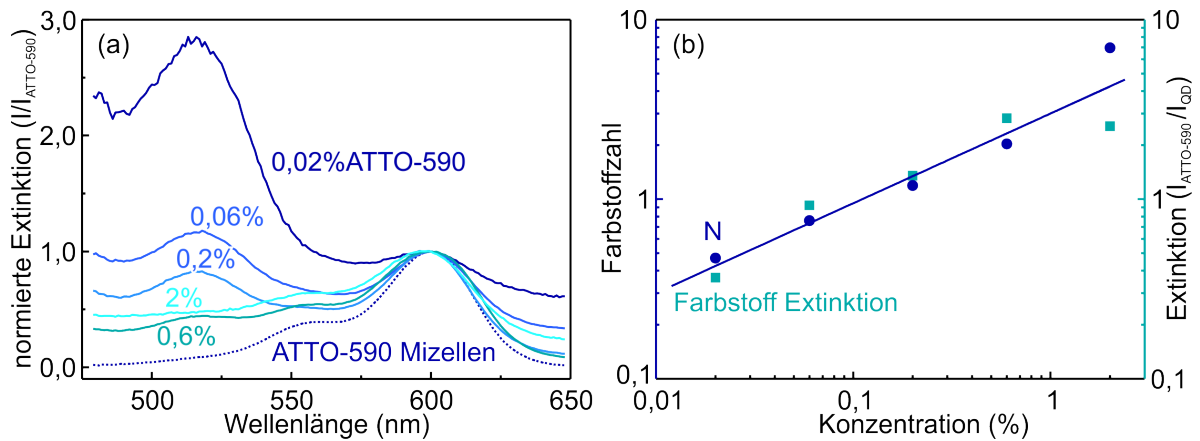 (a)
normierte Extinktion (I/I_ATTO-590)
3,0
2,0
1,0
0,0
0,02%ATTO-590
0,06%
0,2%
2%
0,6%
ATTO-590 Mizellen
500 550 600 650
Wellenlänge (nm)
(b)
Farbstoffzahl
10
1
0,1
N
Farbstoff Extinktion
0,01 0,1 1
Konzentration (%)
10
1
0,1
Extinktion (I_ATTO-590/I_QD)